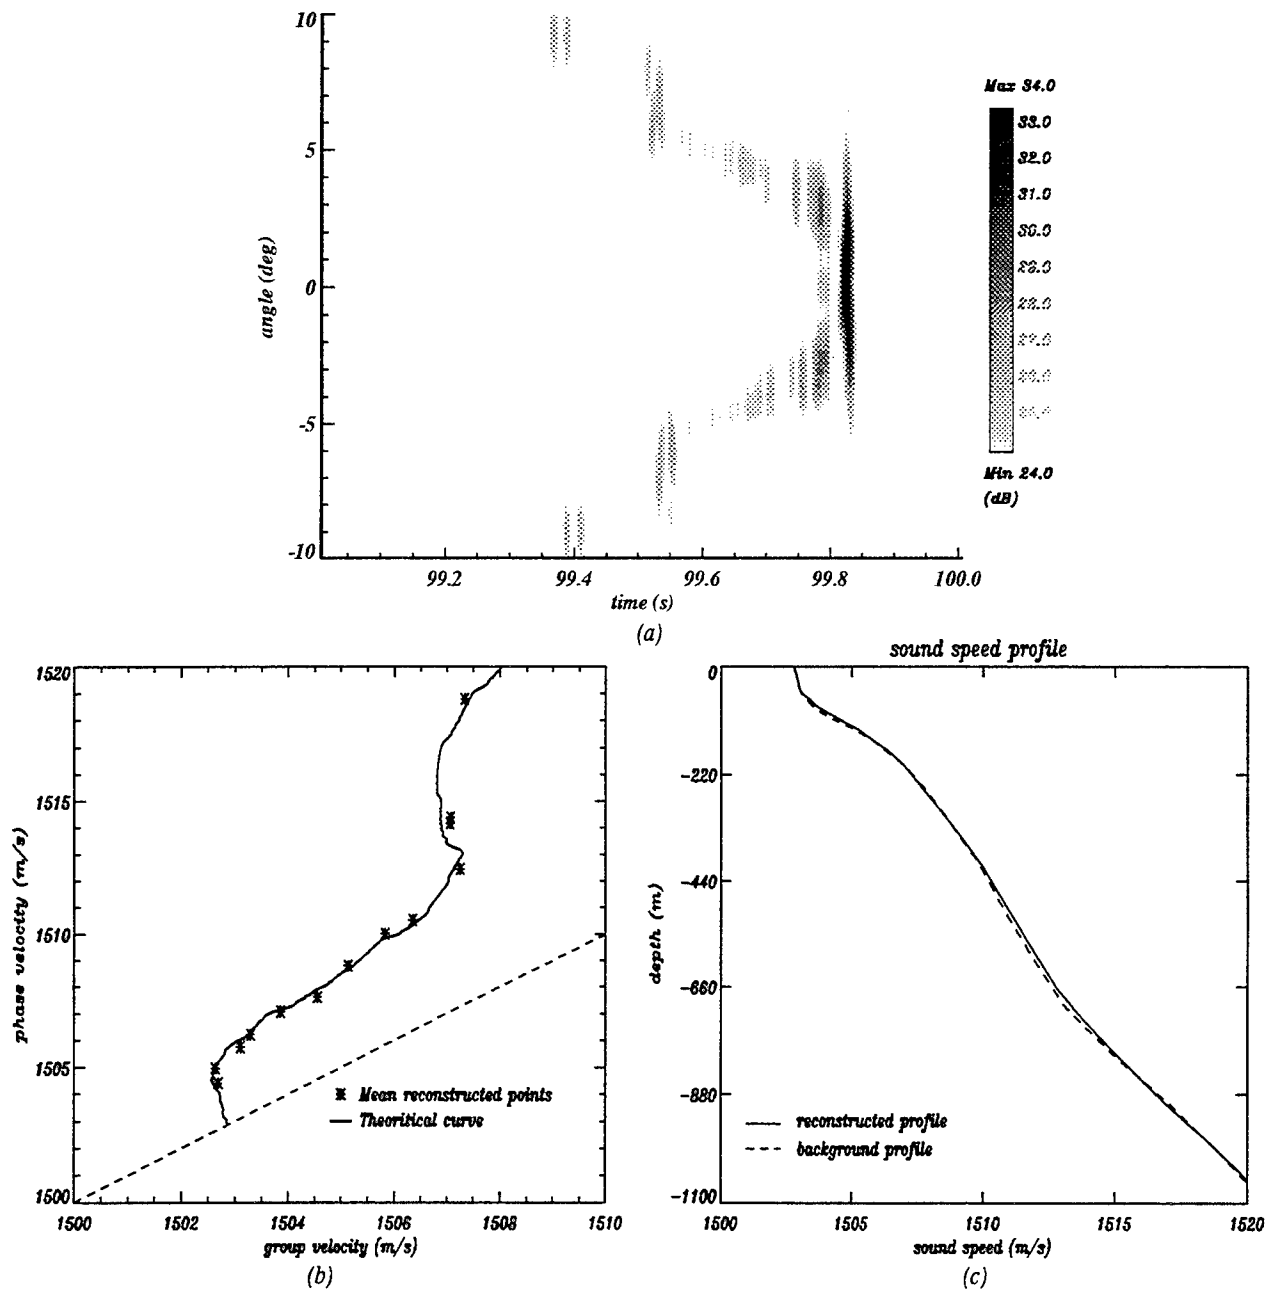 10
5
0
-5
-10
angle (deg)
99.2 99.4 99.6 99.8 100.0
time (s)
(a)
Max 34.0
33.0
32.0
31.0
30.0
Min 24.0
(dB)
1520
1515
1510
1505
1500
phase velocity (m/s)
Mean reconstructed points
Theoritical curve
1500 1502 1504 1506 1508 1510
group velocity (m/s)
(b)
sound speed profile
0
-220
-440
-660
-880
-1100
depth (m)
reconstructed profile
background profile
1500 1505 1510 1515 1520
sound speed (m/s)
(c)